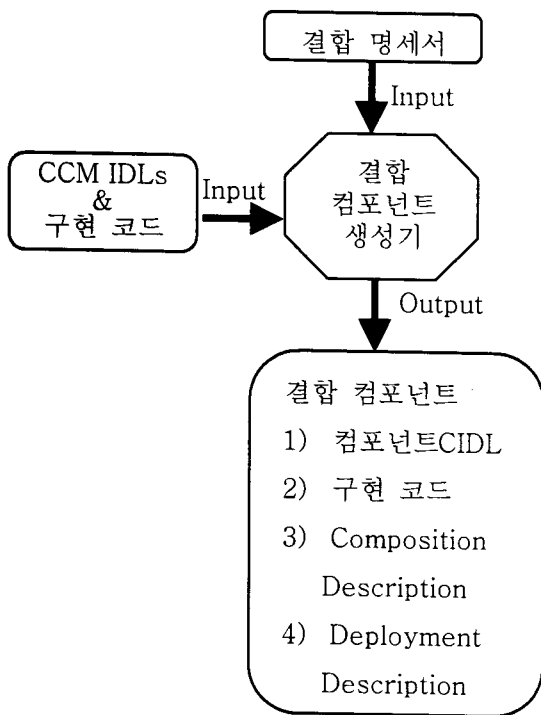 결합 명세서
Input
CCM IDLs
&
구현 코드
Input
결합
컴포넌트
생성기
Output
결합 컴포넌트
1) 컴포넌트CIDL
2) 구현 코드
3) Composition
Description
4) Deployment
Description